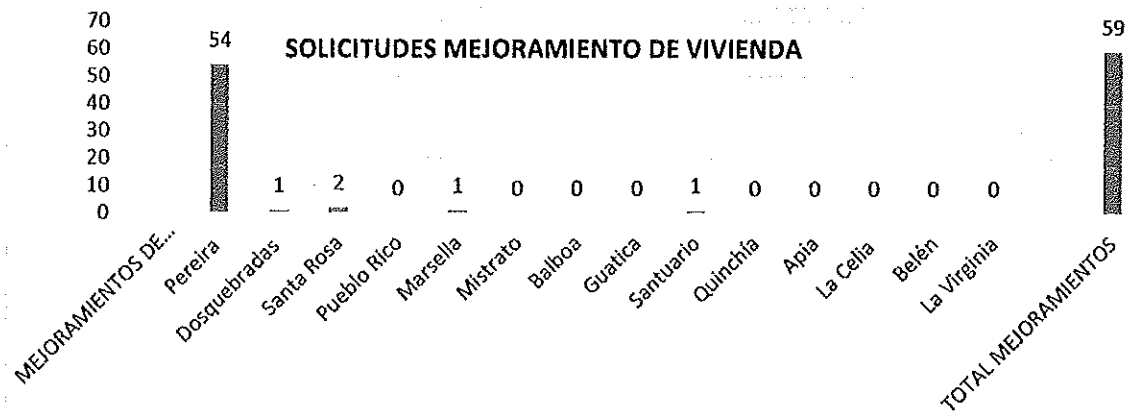 SOLICITUDES MEJORAMIENTO DE VIVIENDA
70
60
50
40
30
20
10
0
54
1
2
0
1
0
0
0
1
0
0
0
0
0
59
MEJORAMIENTOS DE...
Pereira
Dosquebradas
Santa Rosa
Pueblo Rico
Marsella
Mistrato
Balboa
Guatica
Santuario
Quinchía
Apia
La Celia
Belén
La Virginia
TOTAL MEJORAMIENTOS